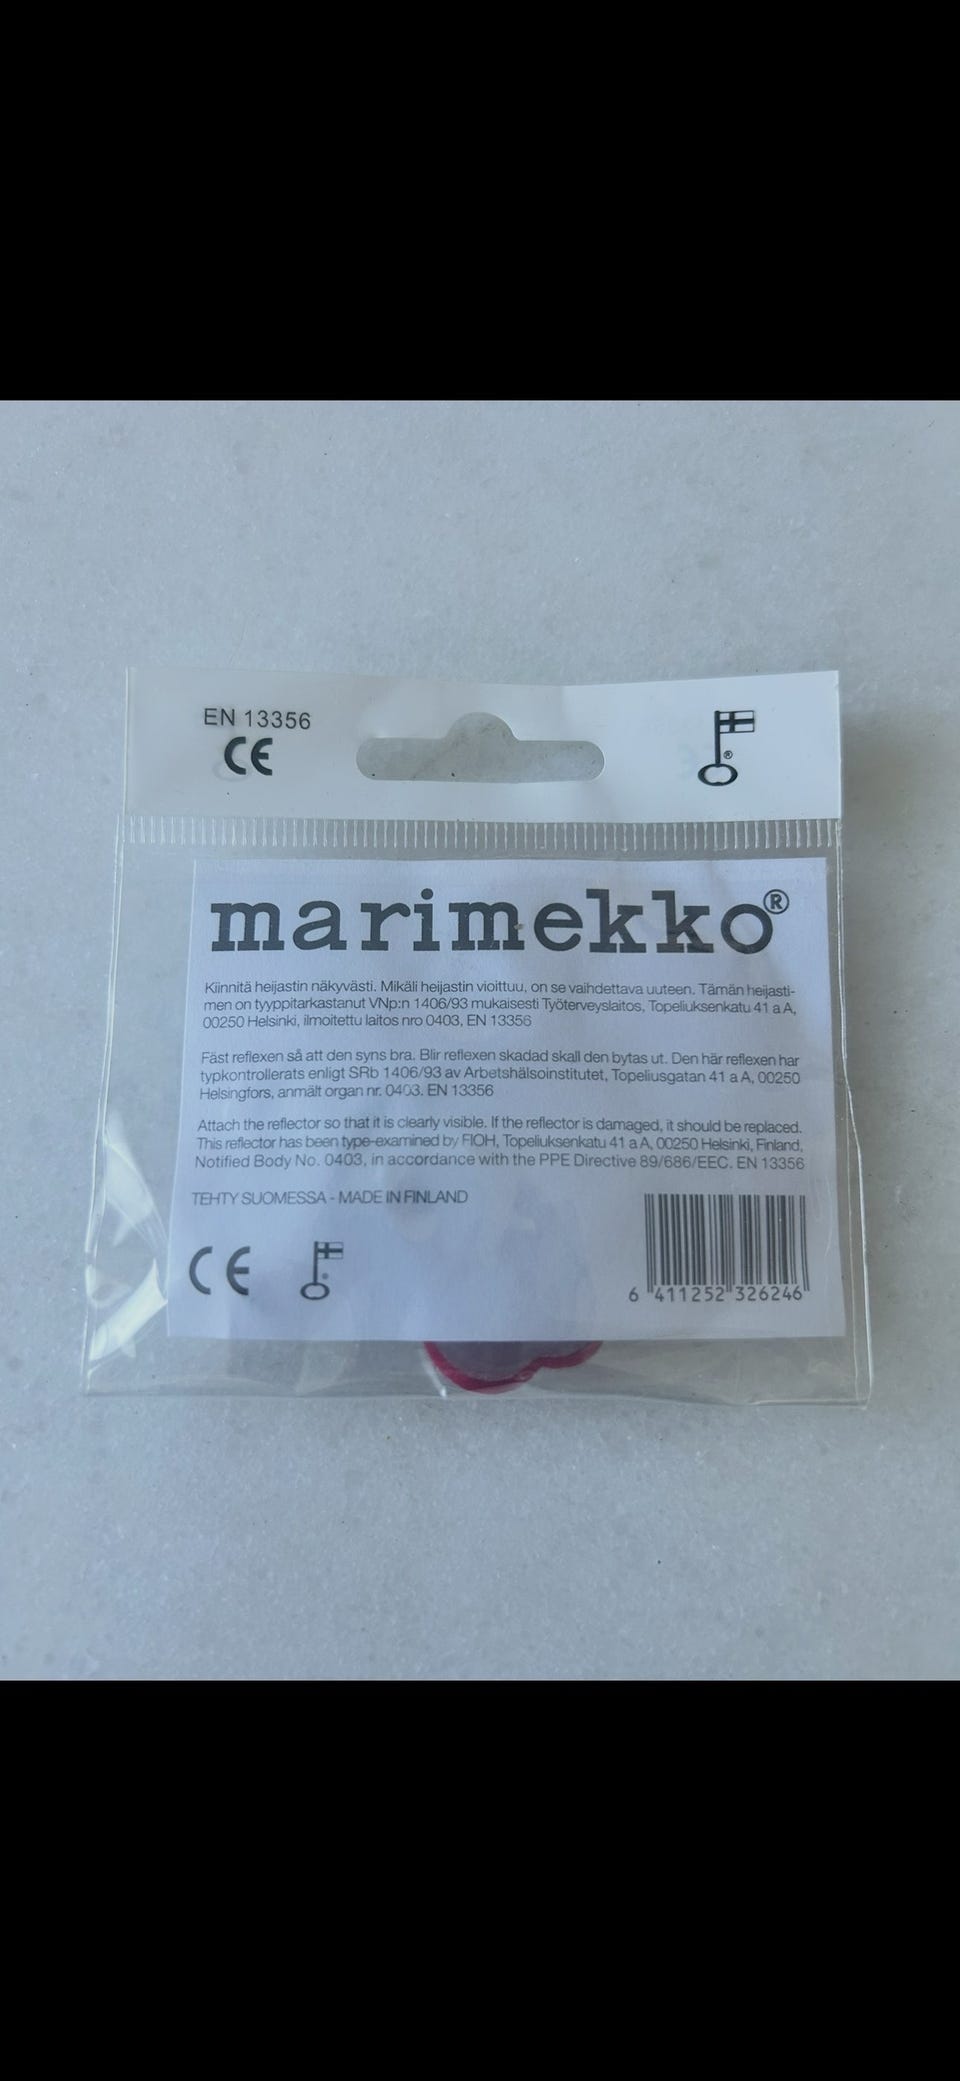 EN 13356
CE
®
marimekko®
Kiinnitä heijastin näkyvästi. Mikäli heijastin vioittuu, on se vaihdettava uuteen. Tämän heijasti-
men on tyyppitarkastanut VNp:n 1406/93 mukaisesti Työterveyslaitos, Topeliuksenkatu 41 a A,
00250 Helsinki, ilmoitettu laitos nro 0403, EN 13356
Fäst reflexen så att den syns bra. Blir reflexen skadad skall den bytas ut. Den här reflexen har
typkontrollerats enligt SRb 1406/93 av Arbetshälsoinstitutet, Topeliusgatan 41 a A, 00250
Helsingfors, anmält organ nr. 0403. EN 13356
Attach the reflector so that it is clearly visible. If the reflector is damaged, it should be replaced.
This reflector has been type-examined by FIOH, Topeliuksenkatu 41 a A, 00250 Helsinki, Finland,
Notified Body No. 0403, in accordance with the PPE Directive 89/686/EEC. EN 13356
TEHTY SUOMESSA - MADE IN FINLAND
CE
®
6 411252 326246